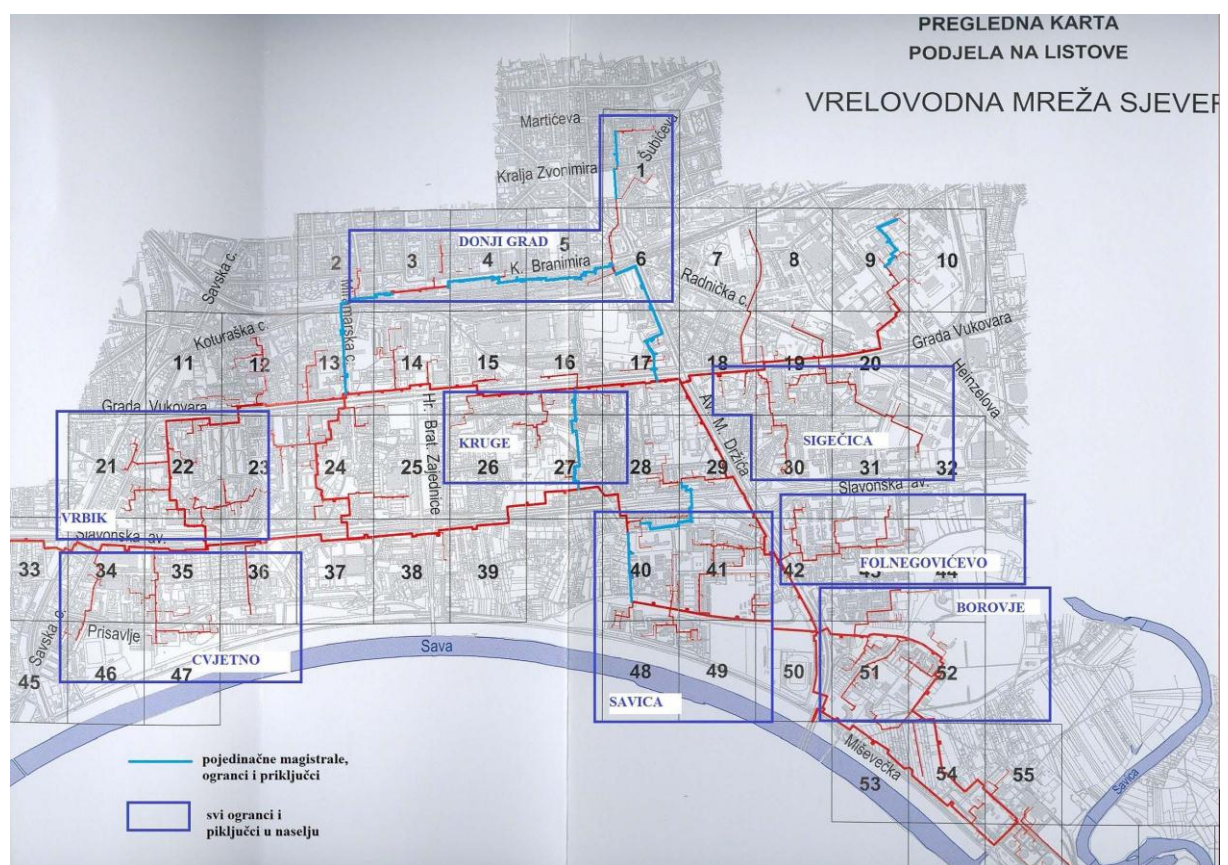 PREGLEDNA KARTA
PODJELA NA LISTOVE
VRELOVODNA MREŽA SJEVER
Martićeva
Šubićeva
Kralja Zvonimira
1
DONJI GRAD
5
2
3
4
K. Branimira
6
7
8
9
10
Savska c.
Radnička c.
Koturaška c.
Grada Vukovara
11
12
13
14
15
16
17
18
19
20
Heinzelova
Grada Vukovara
Hr. Brat. Zajednice
Av. M. Držića
KRUGE
SIGEČICA
21
22
23
24
25
26
27
28
29
30
31
32
Slavonska av.
VRBIK
Slavonska av.
33
34
35
36
37
38
39
40
41
42
43
44
FOLNEGOVIĆEVO
BOROVJE
Savska c.
Prisavlje
CVJETNO
Sava
45
46
47
48
49
50
51
52
SAVICA
Miševečka
53
54
55
Savica
pojedinačne magistrale,
ogranci i priključci
svi ogranci i
piključci u naselju